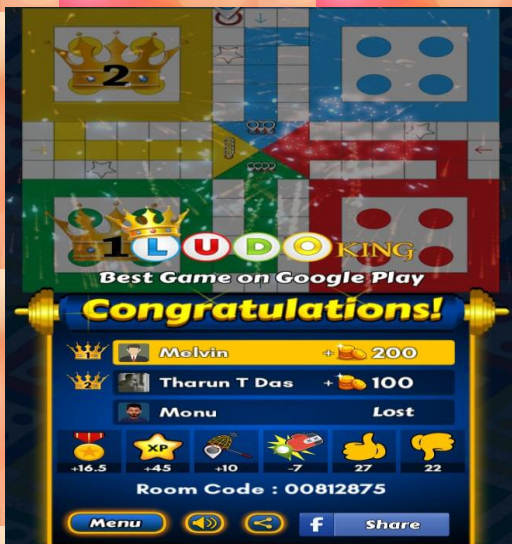 2
1 LUDO KING
Best Game on Google Play
Congratulations!
1 Melvin + 200
2 Tharun T Das + 100
Monu Lost
XP
+16.5 +45 +10 -7 27 22
Room Code : 00812875
Menu f Share